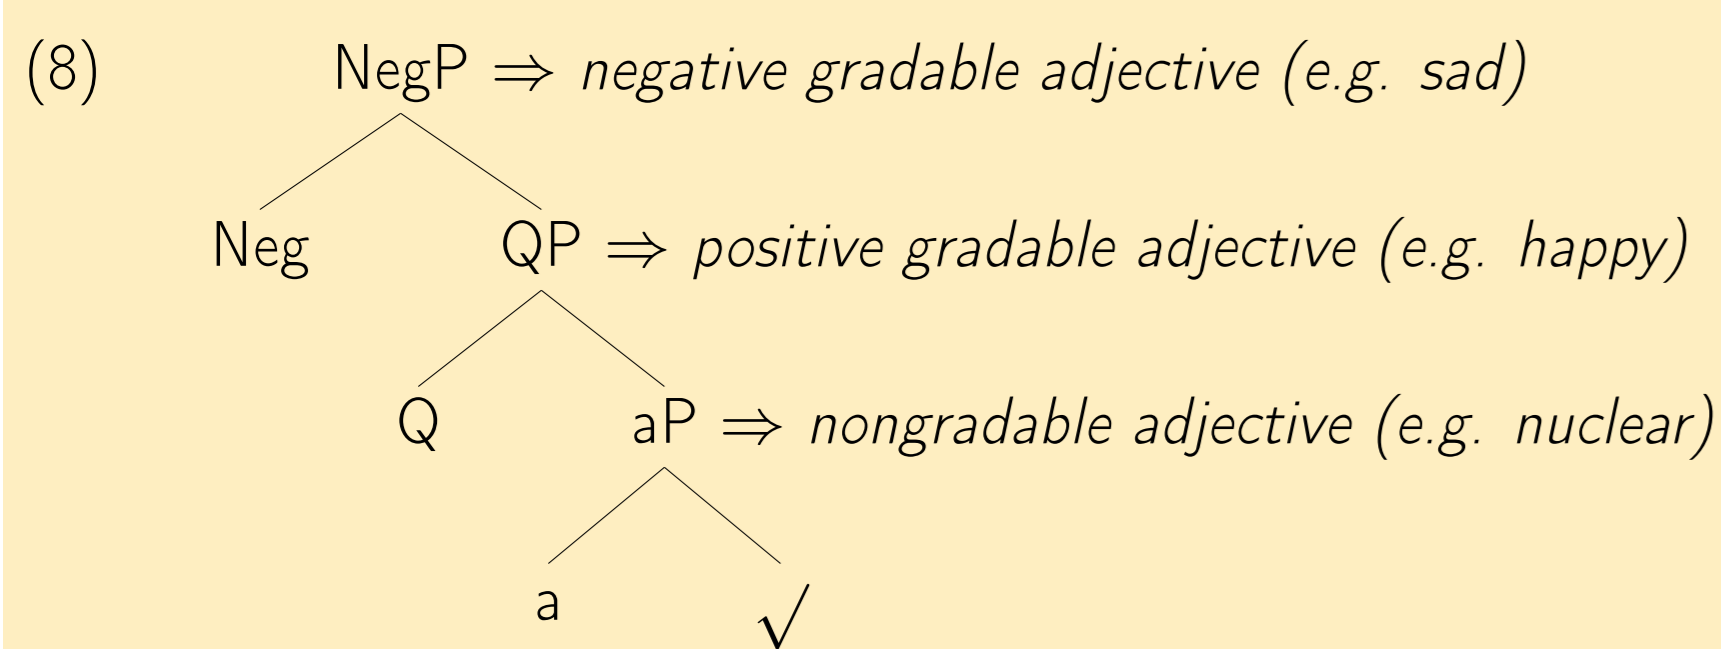 (8) NegP ⇒ negative gradable adjective (e.g. sad)
Neg QP ⇒ positive gradable adjective (e.g. happy)
Q aP ⇒ nongradable adjective (e.g. nuclear)
a √